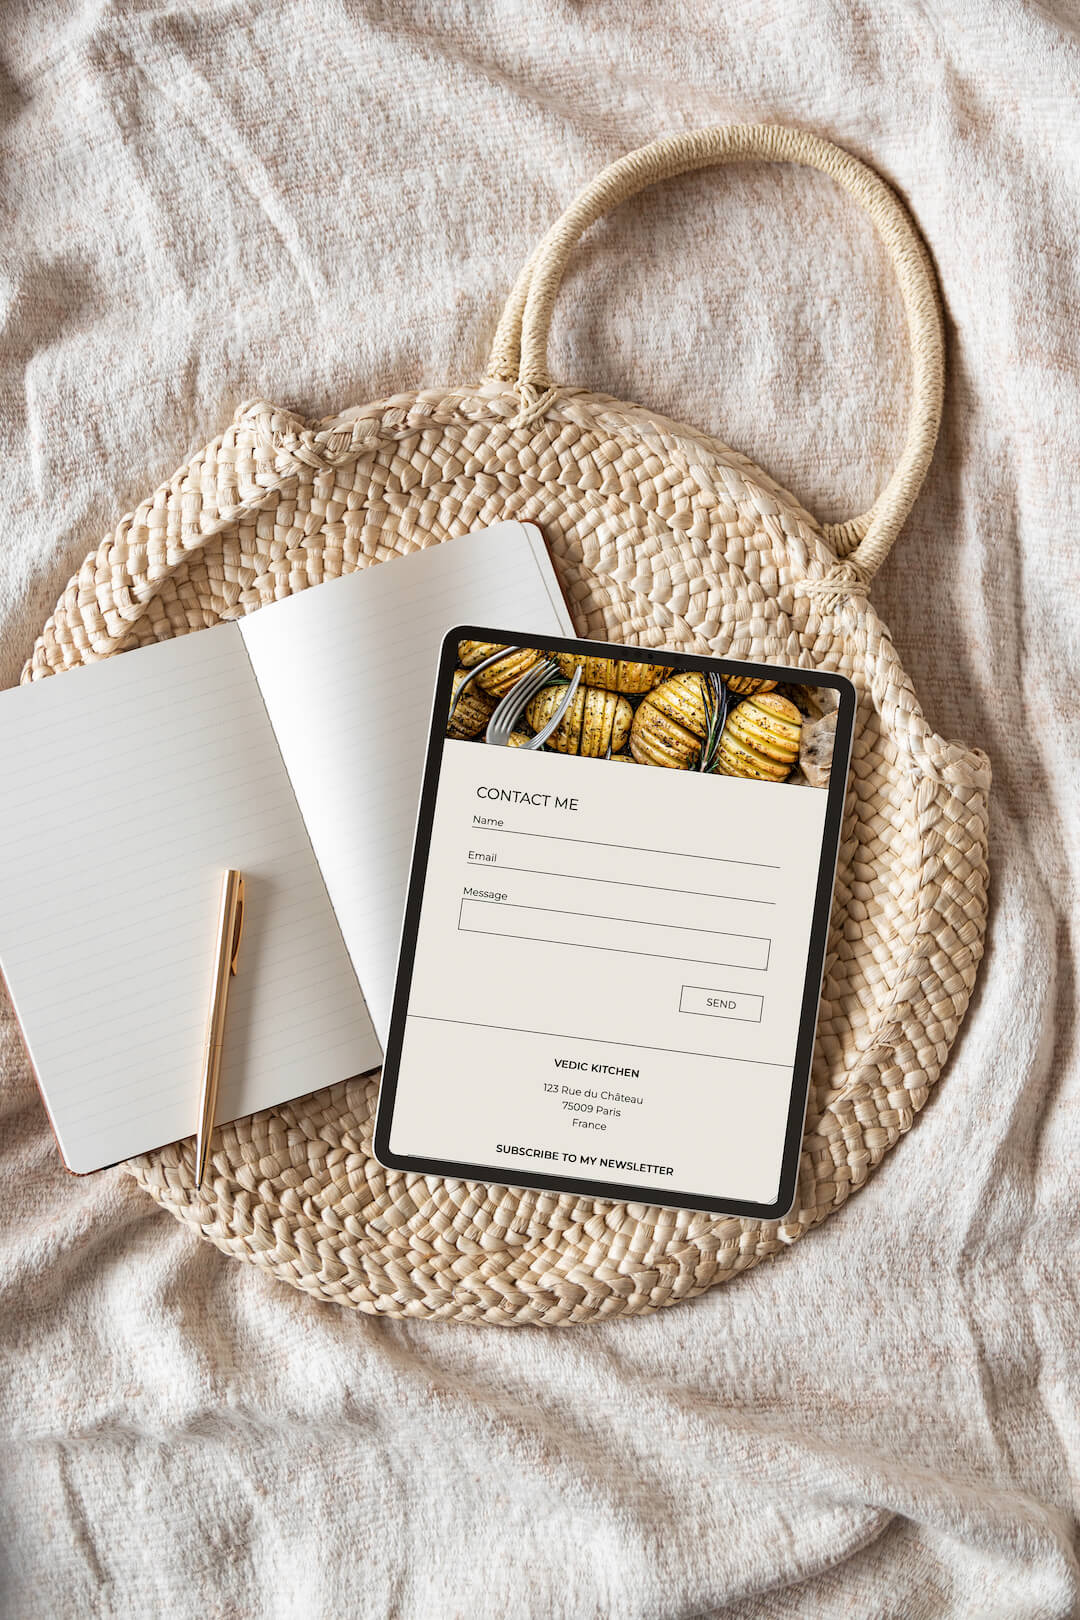 CONTACT ME
Name
Email
Message
SEND
VEDIC KITCHEN
123 Rue du Château
75009 Paris
France
SUBSCRIBE TO MY NEWSLETTER